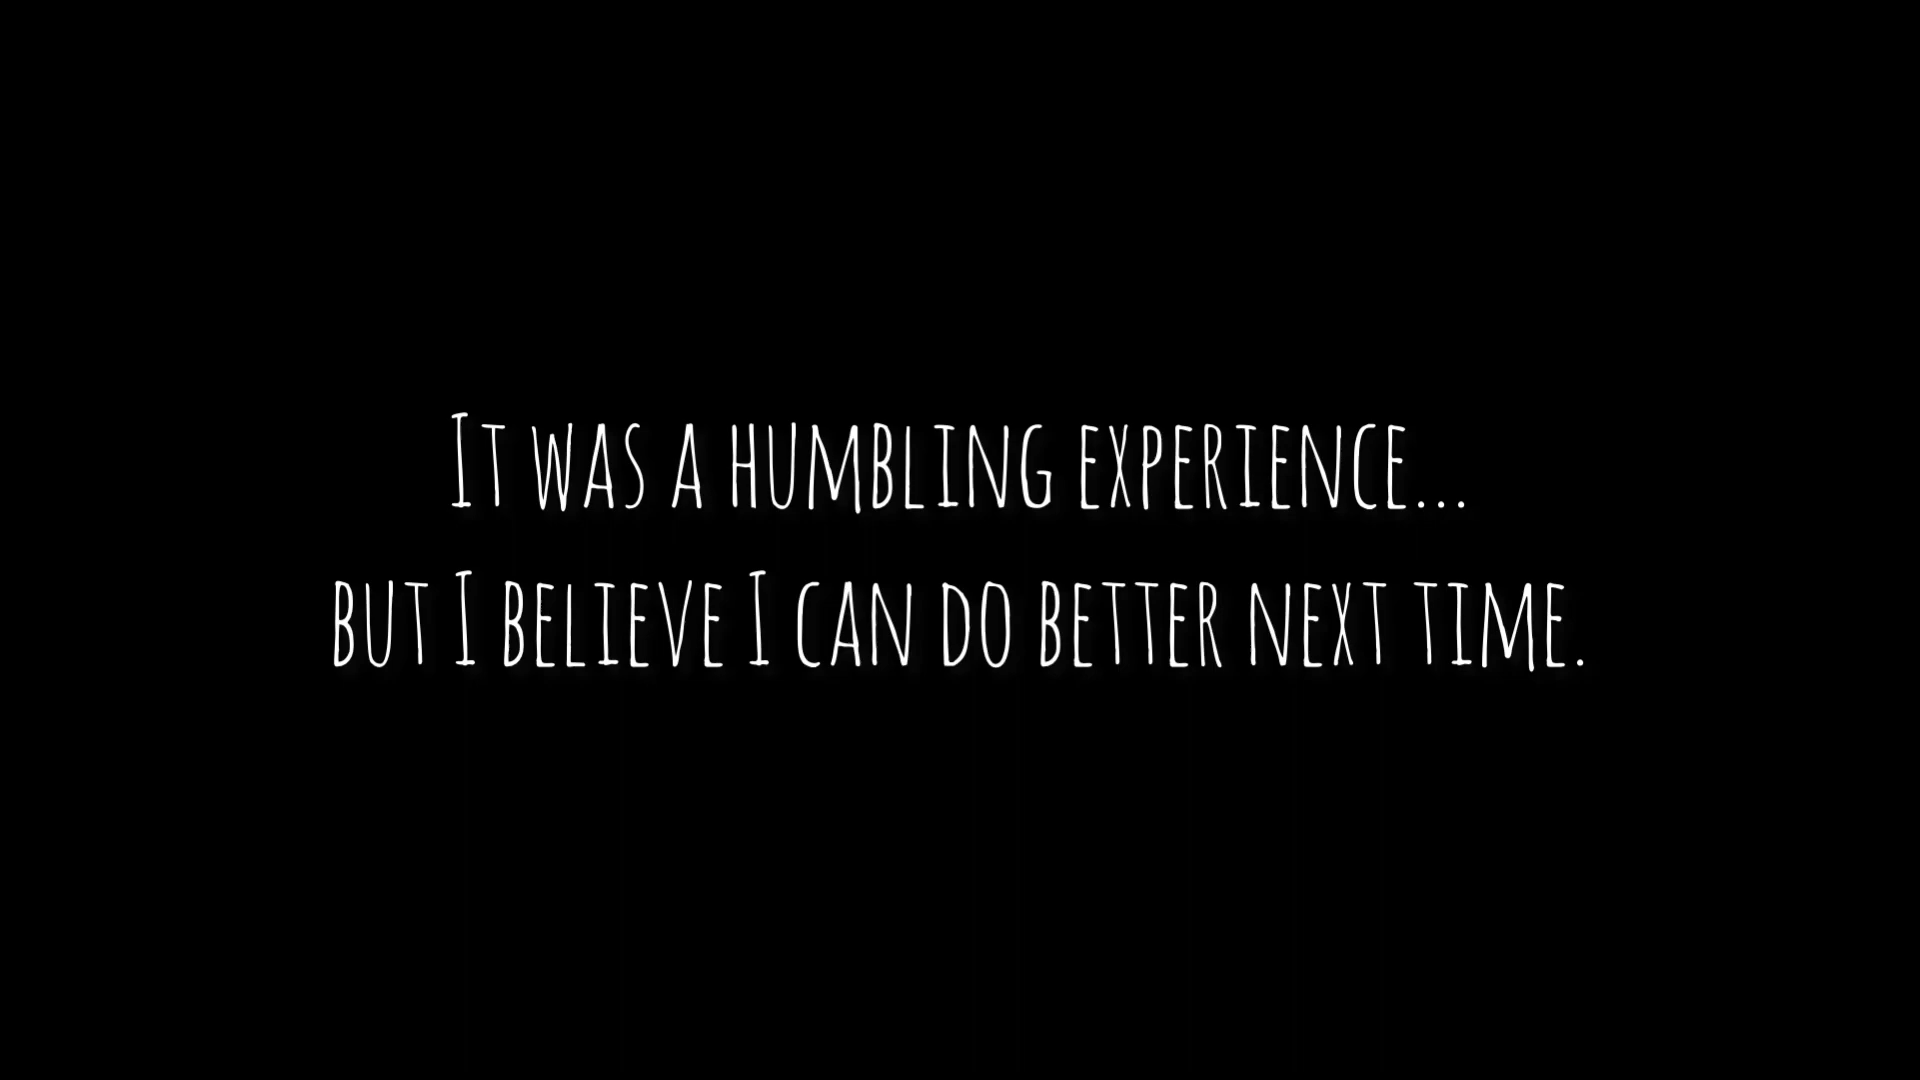 It was a humbling experience...
but I believe I can do better next time.